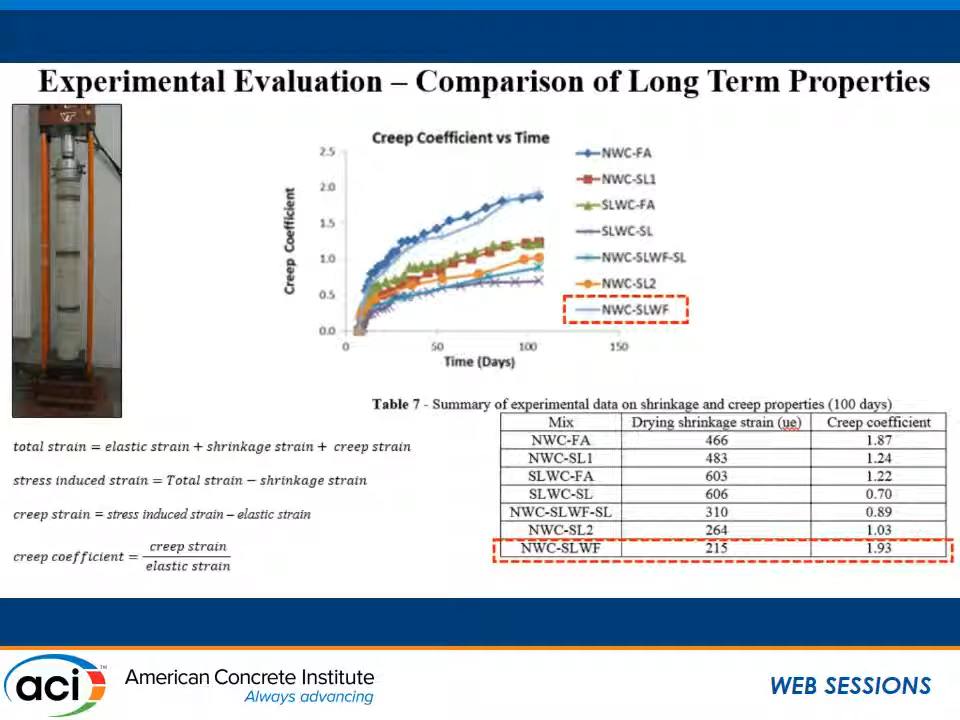 Experimental Evaluation – Comparison of Long Term Properties
Creep Coefficient vs Time
2.5
2.0
1.5
1.0
0.5
0.0
Creep Coefficient
0
50
100
150
Time (Days)
NWC-FA
NWC-SL1
SLWC-FA
SLWC-SL
NWC-SLWF-SL
NWC-SL2
NWC-SLWF
Table 7 - Summary of experimental data on shrinkage and creep properties (100 days)
Mix Drying shrinkage strain (ue) Creep coefficient
NWC-FA 466 1.87
NWC-SL1 483 1.24
SLWC-FA 603 1.22
SLWC-SL 606 0.70
NWC-SLWF-SL 310 0.89
NWC-SL2 264 1.03
NWC-SLWF 215 1.93
total strain = elastic strain + shrinkage strain + creep strain
stress induced strain = Total strain − shrinkage strain
creep strain = stress induced strain – elastic strain
creep coefficient = creep strain / elastic strain
aci™ American Concrete Institute
Always advancing
WEB SESSIONS